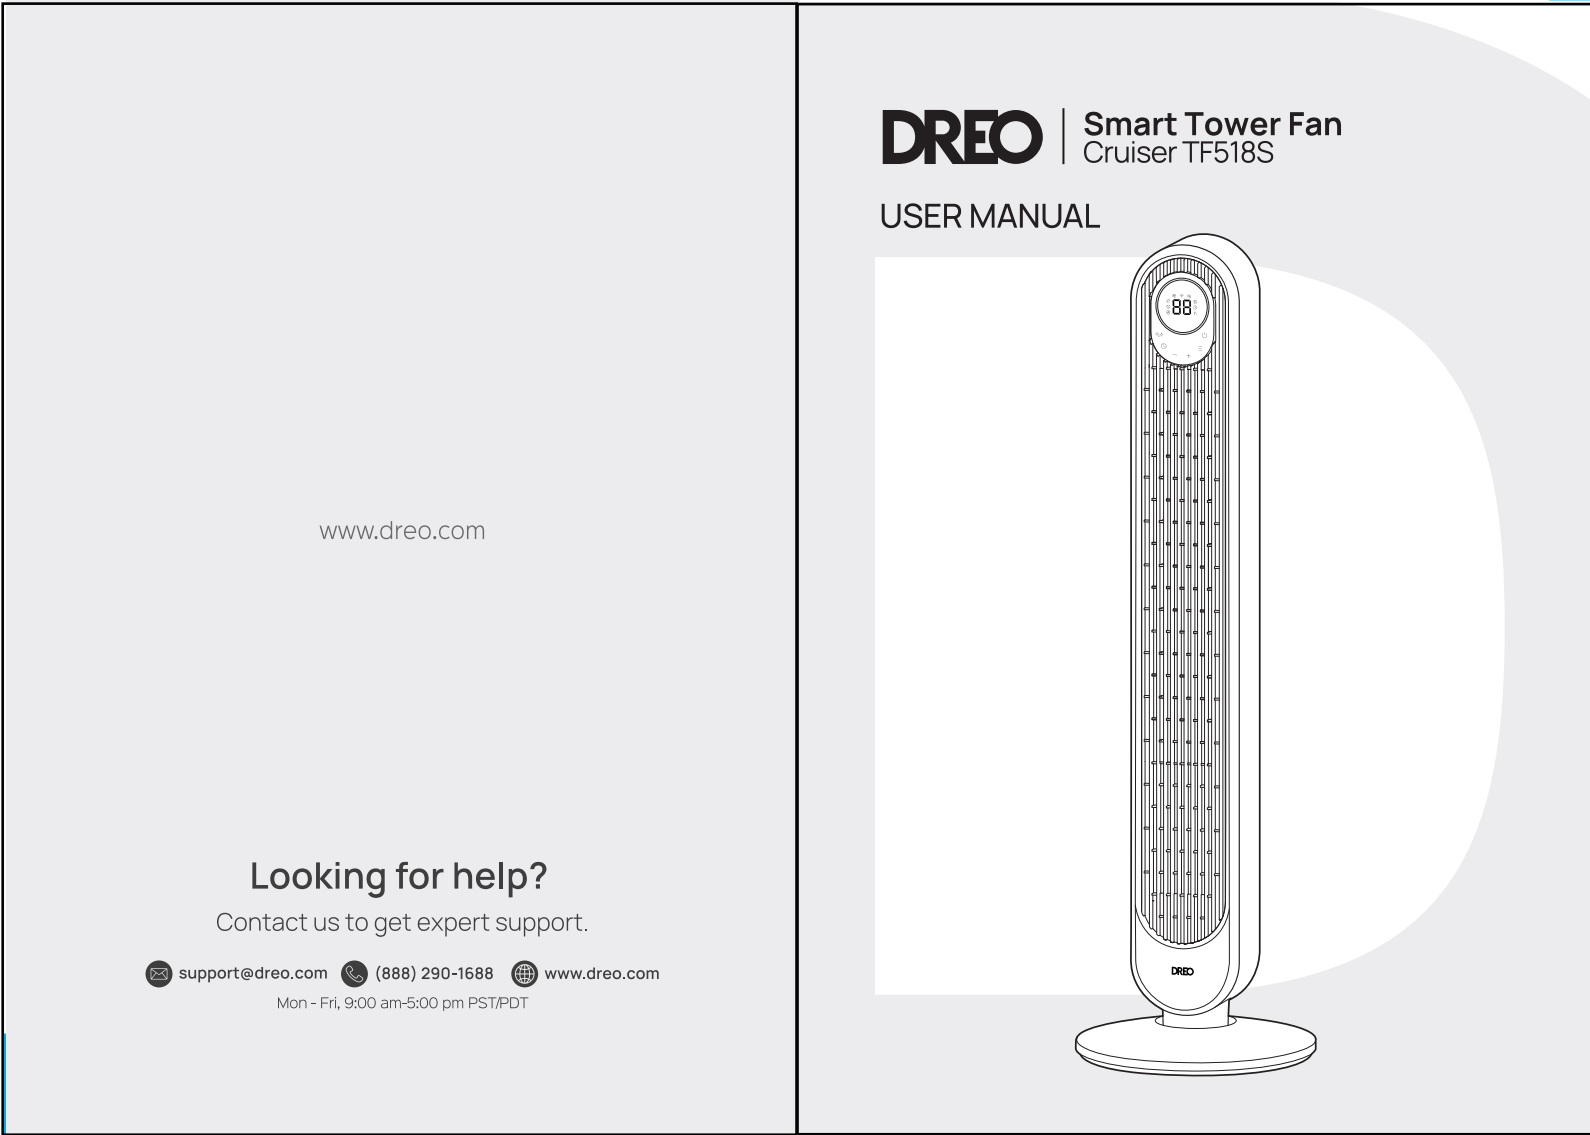 www.dreo.com
Looking for help?
Contact us to get expert support.
support@dreo.com (888) 290-1688 www.dreo.com
Mon - Fri, 9:00 am-5:00 pm PST/PDT
DREO
Smart Tower Fan
Cruiser TF518S
USER MANUAL
88
DREO